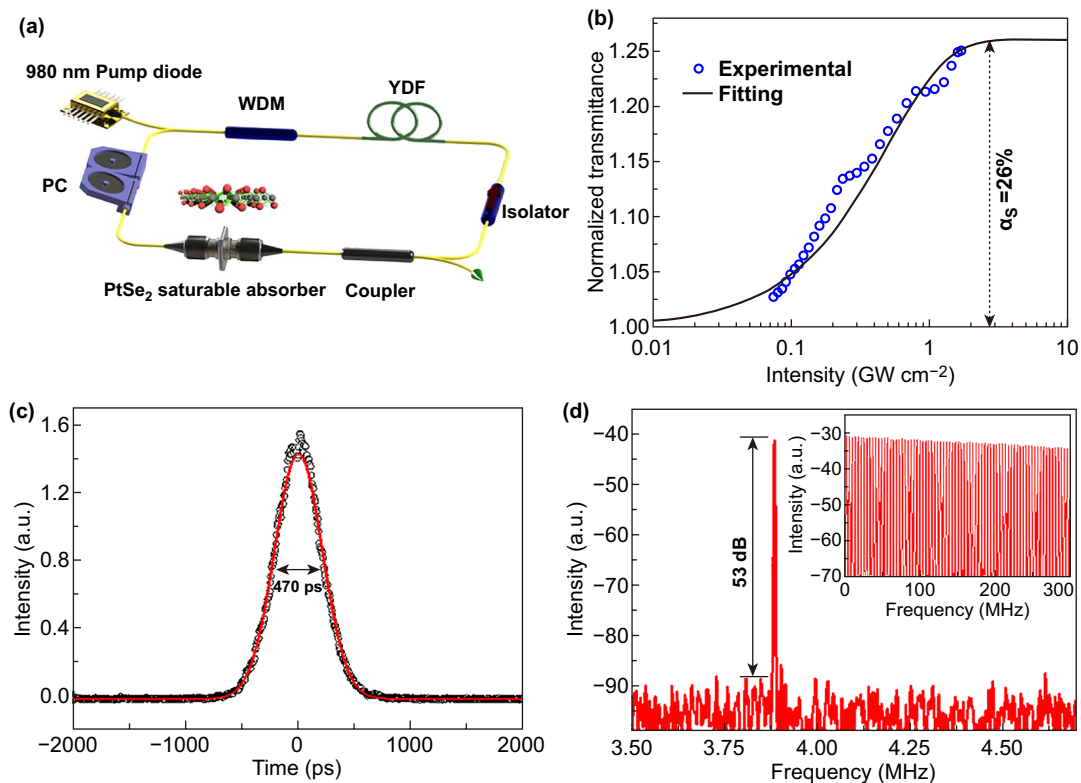 (a)
980 nm Pump diode
WDM
YDF
PC
Isolator
PtSe₂ saturable absorber
Coupler
(b)
Normalized transmittance
1.25
1.20
1.15
1.10
1.05
1.00
Experimental
Fitting
αS =26%
0.01
0.1
1
10
Intensity (GW cm⁻²)
(c)
Intensity (a.u.)
1.6
1.2
0.8
0.4
0.0
470 ps
−2000
−1000
0
1000
2000
Time (ps)
(d)
Intensity (a.u.)
−40
−50
−60
−70
−80
−90
53 dB
3.50
3.75
4.00
4.25
4.50
Frequency (MHz)
Intensity (a.u.)
−30
−40
−50
−60
−70
0
100
200
300
Frequency (MHz)